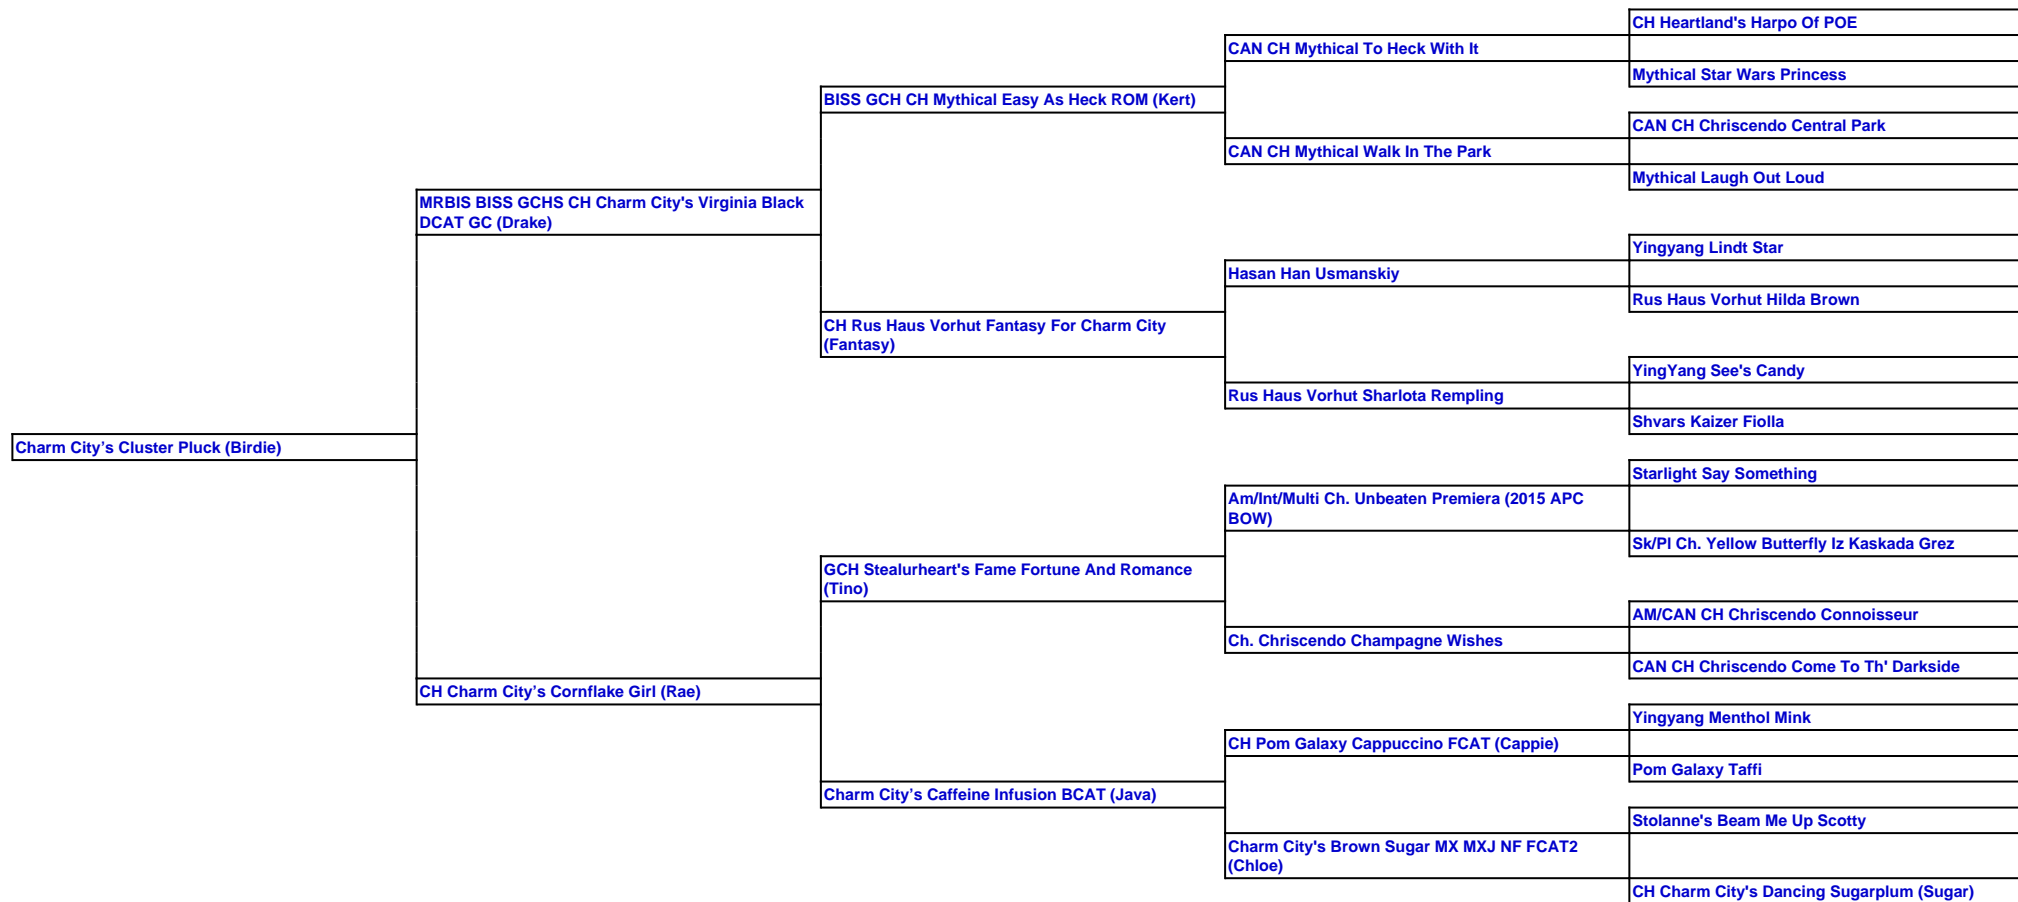 CH Heartland's Harpo Of POE
CAN CH Mythical To Heck With It
Mythical Star Wars Princess
BISS GCH CH Mythical Easy As Heck ROM (Kert)
CAN CH Chriscendo Central Park
CAN CH Mythical Walk In The Park
Mythical Laugh Out Loud
MRBIS BISS GCHS CH Charm City's Virginia Black
DCAT GC (Drake)
Yingyang Lindt Star
Hasan Han Usmanskiy
Rus Haus Vorhut Hilda Brown
CH Rus Haus Vorhut Fantasy For Charm City
(Fantasy)
YingYang See's Candy
Rus Haus Vorhut Sharlota Rempling
Shvars Kaizer Fiolla
Charm City’s Cluster Pluck (Birdie)
Starlight Say Something
Am/Int/Multi Ch. Unbeaten Premiera (2015 APC
BOW)
Sk/Pl Ch. Yellow Butterfly Iz Kaskada Grez
GCH Stealurheart's Fame Fortune And Romance
(Tino)
AM/CAN CH Chriscendo Connoisseur
Ch. Chriscendo Champagne Wishes
CAN CH Chriscendo Come To Th' Darkside
CH Charm City’s Cornflake Girl (Rae)
Yingyang Menthol Mink
CH Pom Galaxy Cappuccino FCAT (Cappie)
Pom Galaxy Taffi
Charm City’s Caffeine Infusion BCAT (Java)
Stolanne's Beam Me Up Scotty
Charm City's Brown Sugar MX MXJ NF FCAT2
(Chloe)
CH Charm City's Dancing Sugarplum (Sugar)